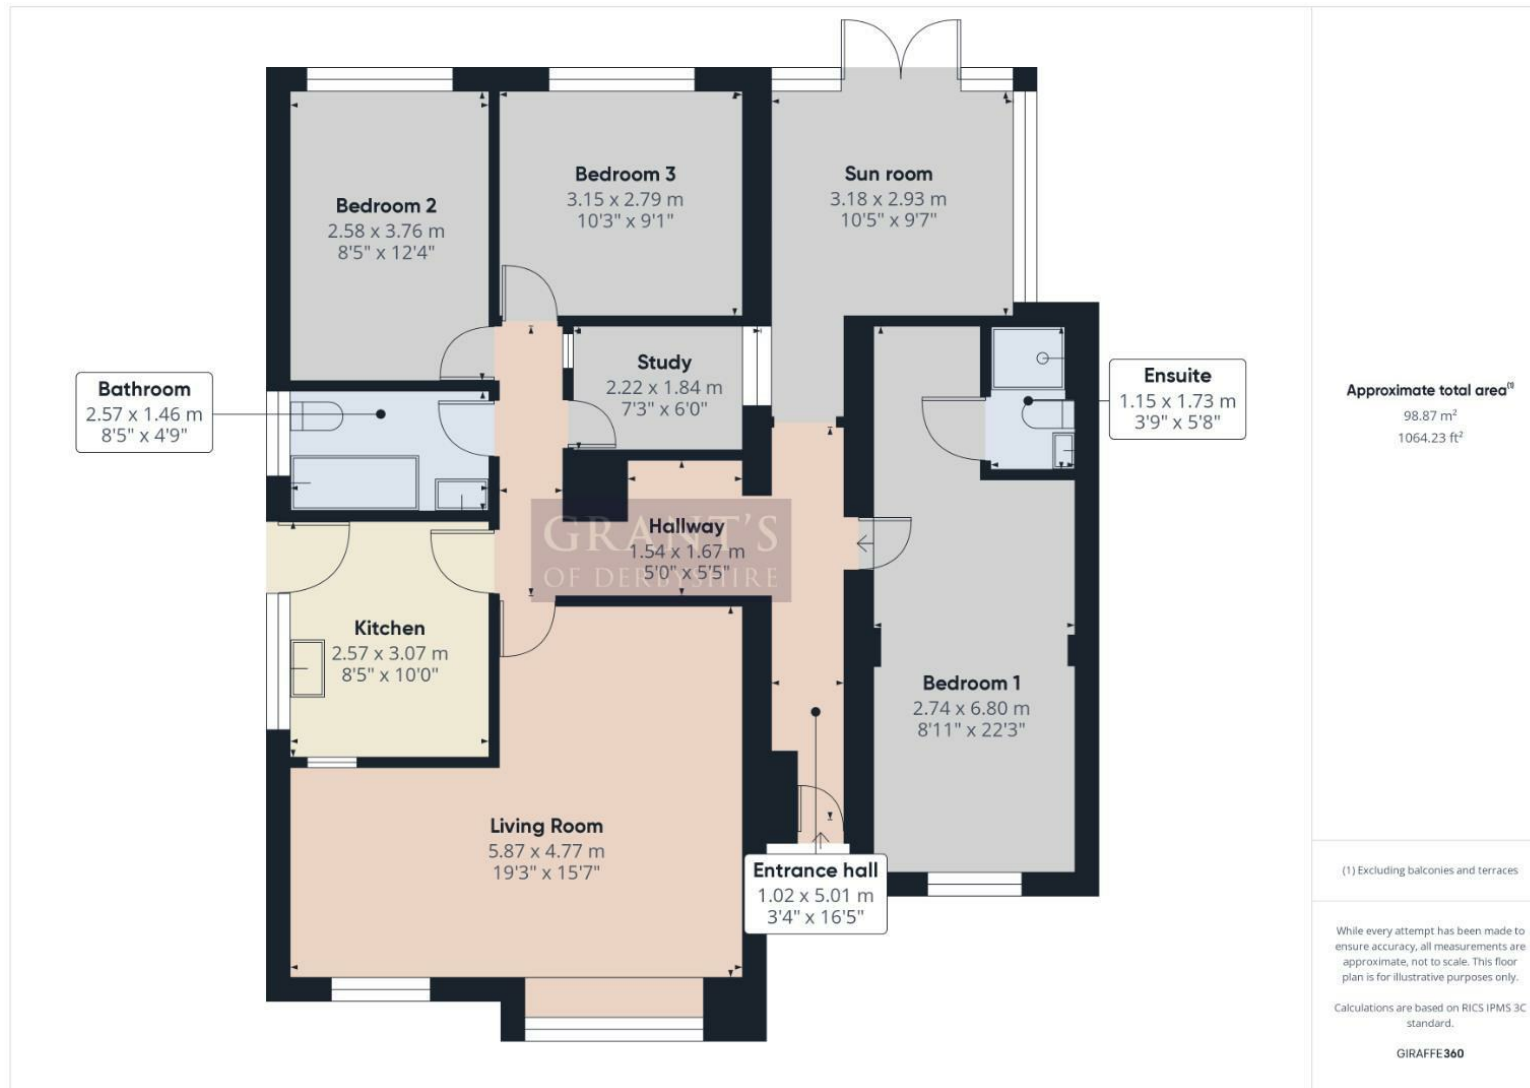 Bedroom 2
2.58 x 3.76 m
8'5" x 12'4"
Bedroom 3
3.15 x 2.79 m
10'3" x 9'1"
Sun room
3.18 x 2.93 m
10'5" x 9'7"
Bathroom
2.57 x 1.46 m
8'5" x 4'9"
Study
2.22 x 1.84 m
7'3" x 6'0"
Ensuite
1.15 x 1.73 m
3'9" x 5'8"
Hallway
1.54 x 1.67 m
5'0" x 5'5"
GRANT'S
OF DERBYSHIRE
Kitchen
2.57 x 3.07 m
8'5" x 10'0"
Bedroom 1
2.74 x 6.80 m
8'11" x 22'3"
Living Room
5.87 x 4.77 m
19'3" x 15'7"
Entrance hall
1.02 x 5.01 m
3'4" x 16'5"
Approximate total area(1)
98.87 m²
1064.23 ft²
(1) Excluding balconies and terraces
While every attempt has been made to
ensure accuracy, all measurements are
approximate, not to scale. This floor
plan is for illustrative purposes only.
Calculations are based on RICS IPMS 3C
standard.
GIRAFFE360